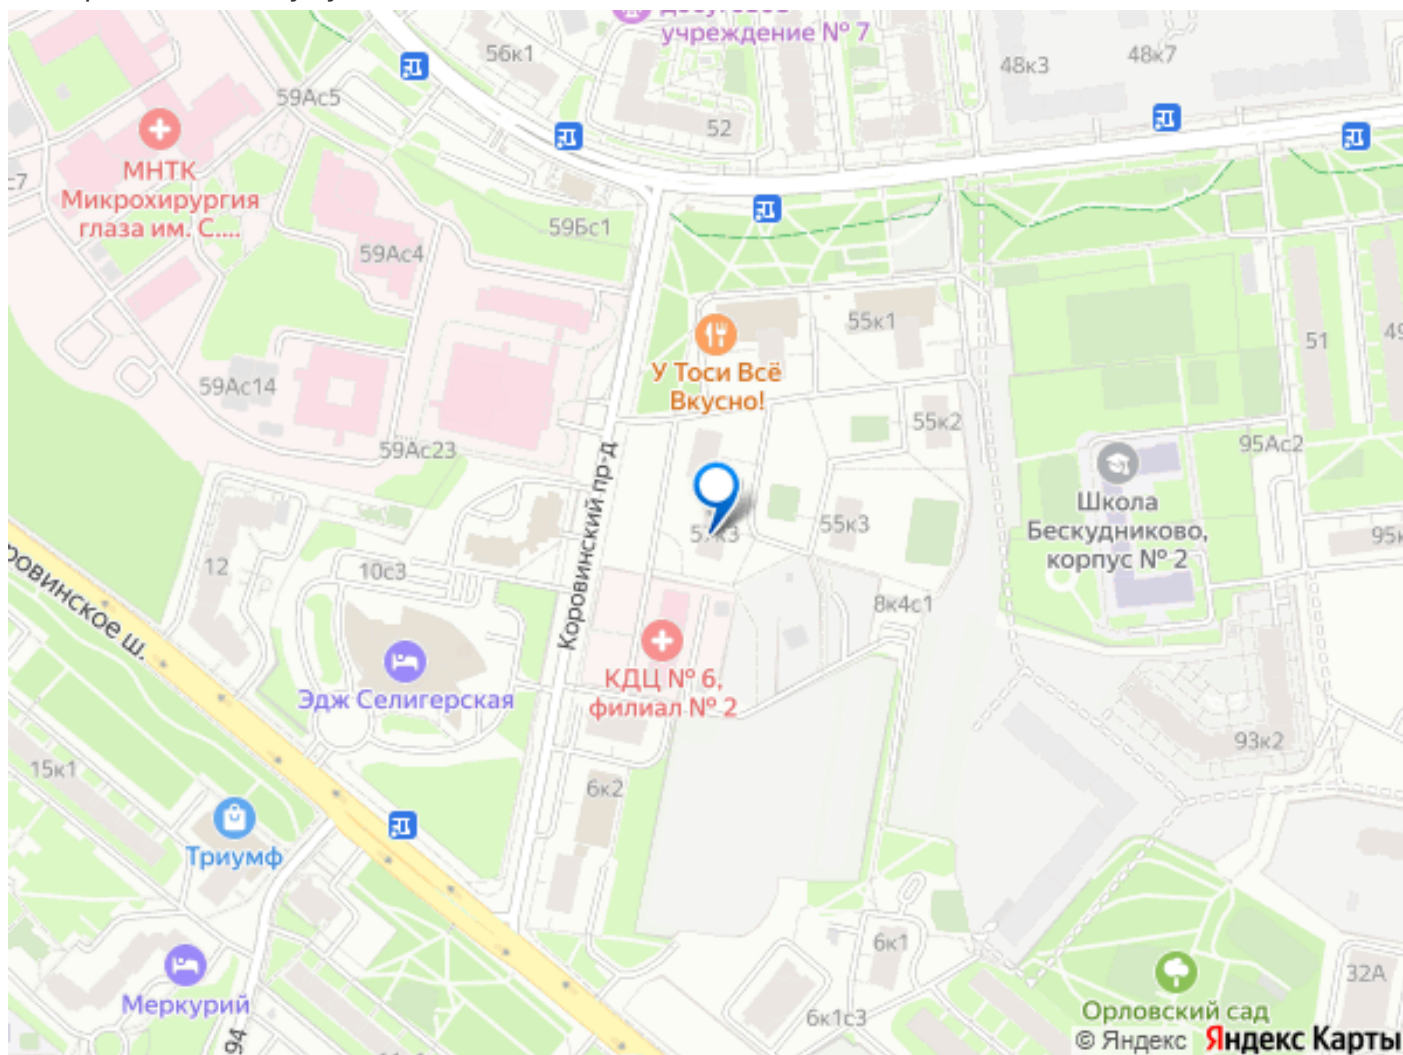 учреждение № 7
56к1
48к3
48к7
59Ас5
52
МНТК
Микрохирургия
глаза им. С....
59Бс1
59Ас4
55к1
51
У Тоси Всё
Вкусно!
59Ас14
55к2
59Ас23
95Ас2
Коровинский пр-д
Школа
Бескудниково,
корпус № 2
57к3
55к3
12
10с3
8к4с1
КДЦ № 6,
филиал № 2
Эдж Селигерская
93к2
15к1
6к2
Триумф
6к1
Меркурий
94
32А
Орловский сад
6к1с3
© Яндекс Яндекс Карты